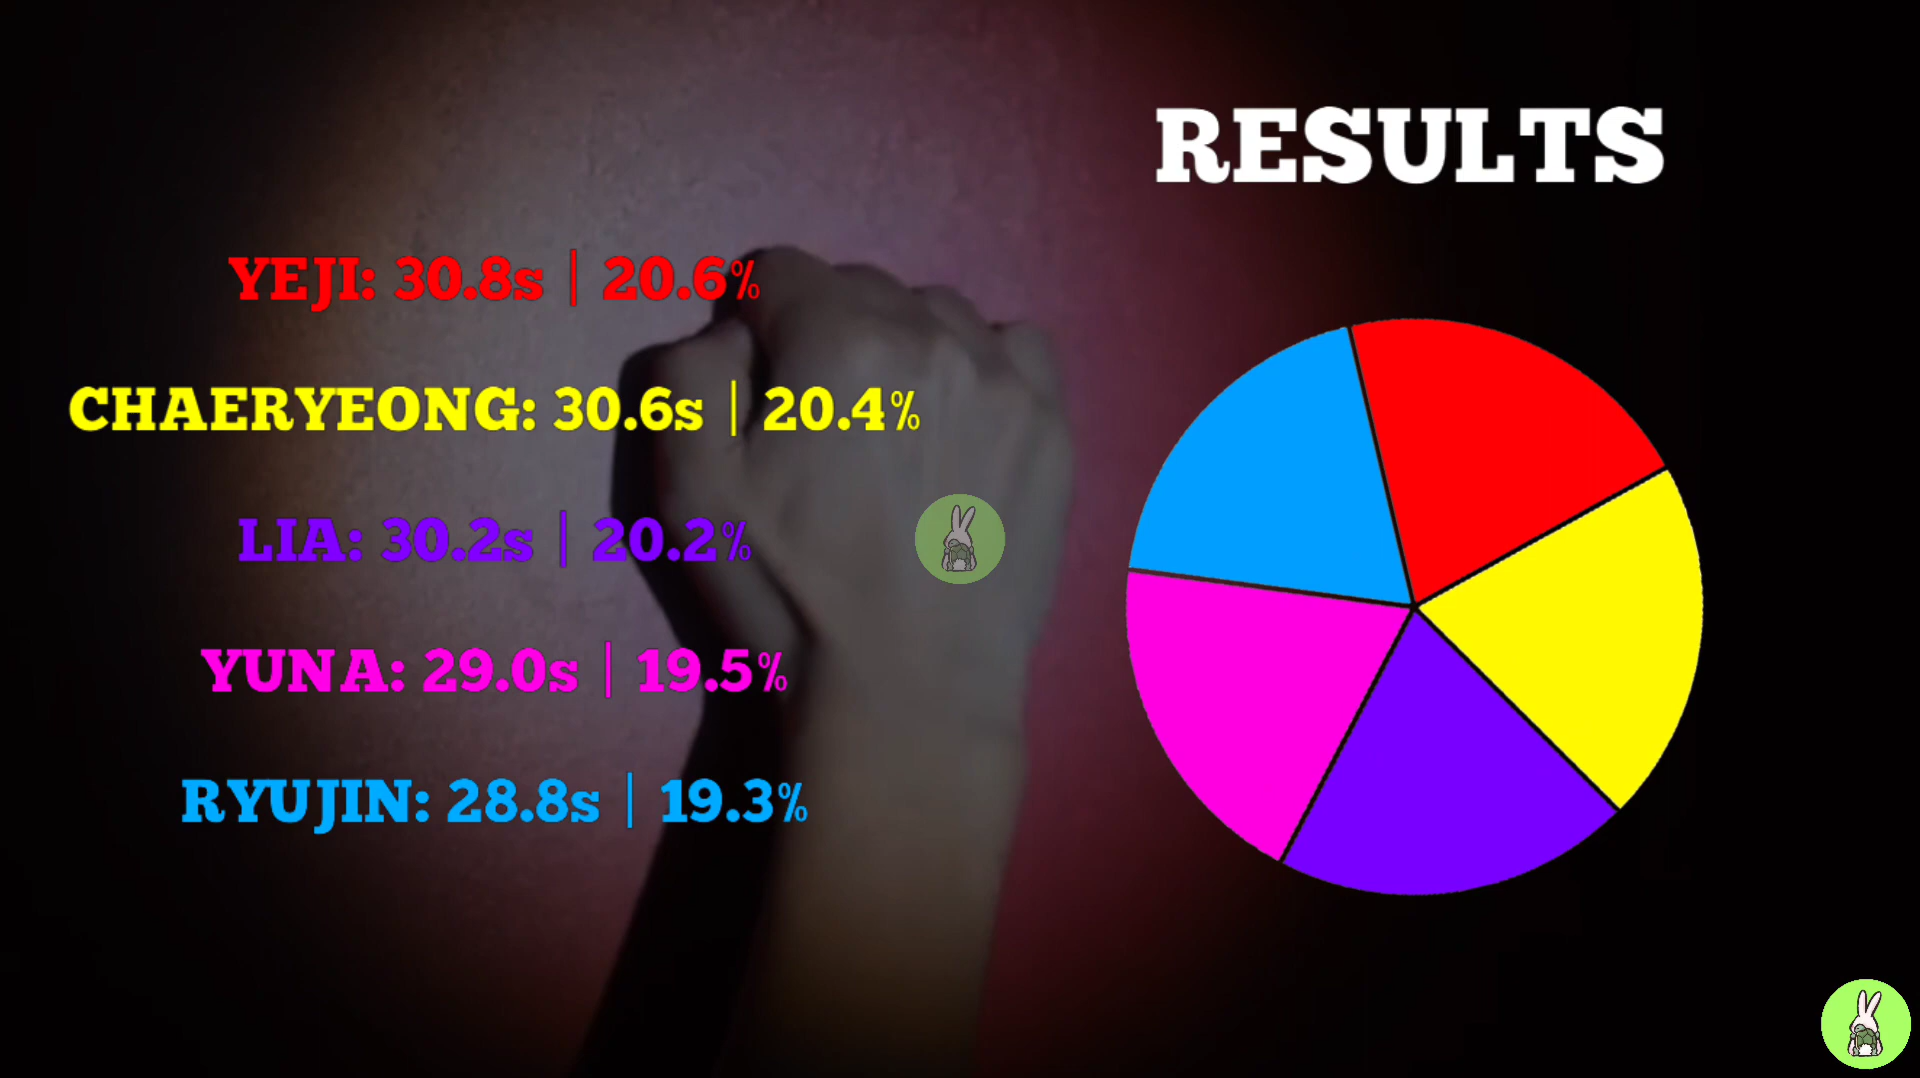 RESULTS
YEJI: 30.8s | 20.6%
CHAERYEONG: 30.6s | 20.4%
LIA: 30.2s | 20.2%
YUNA: 29.0s | 19.5%
RYUJIN: 28.8s | 19.3%